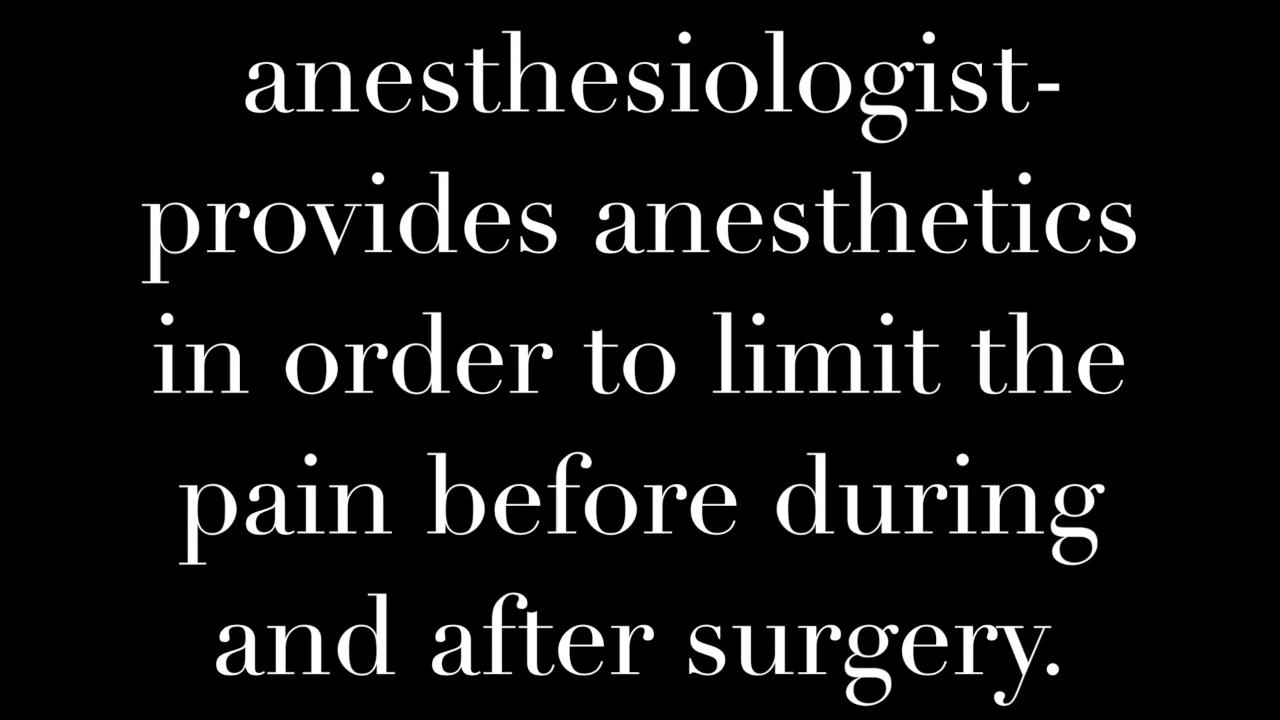 anesthesiologist-
provides anesthetics
in order to limit the
pain before during
and after surgery.